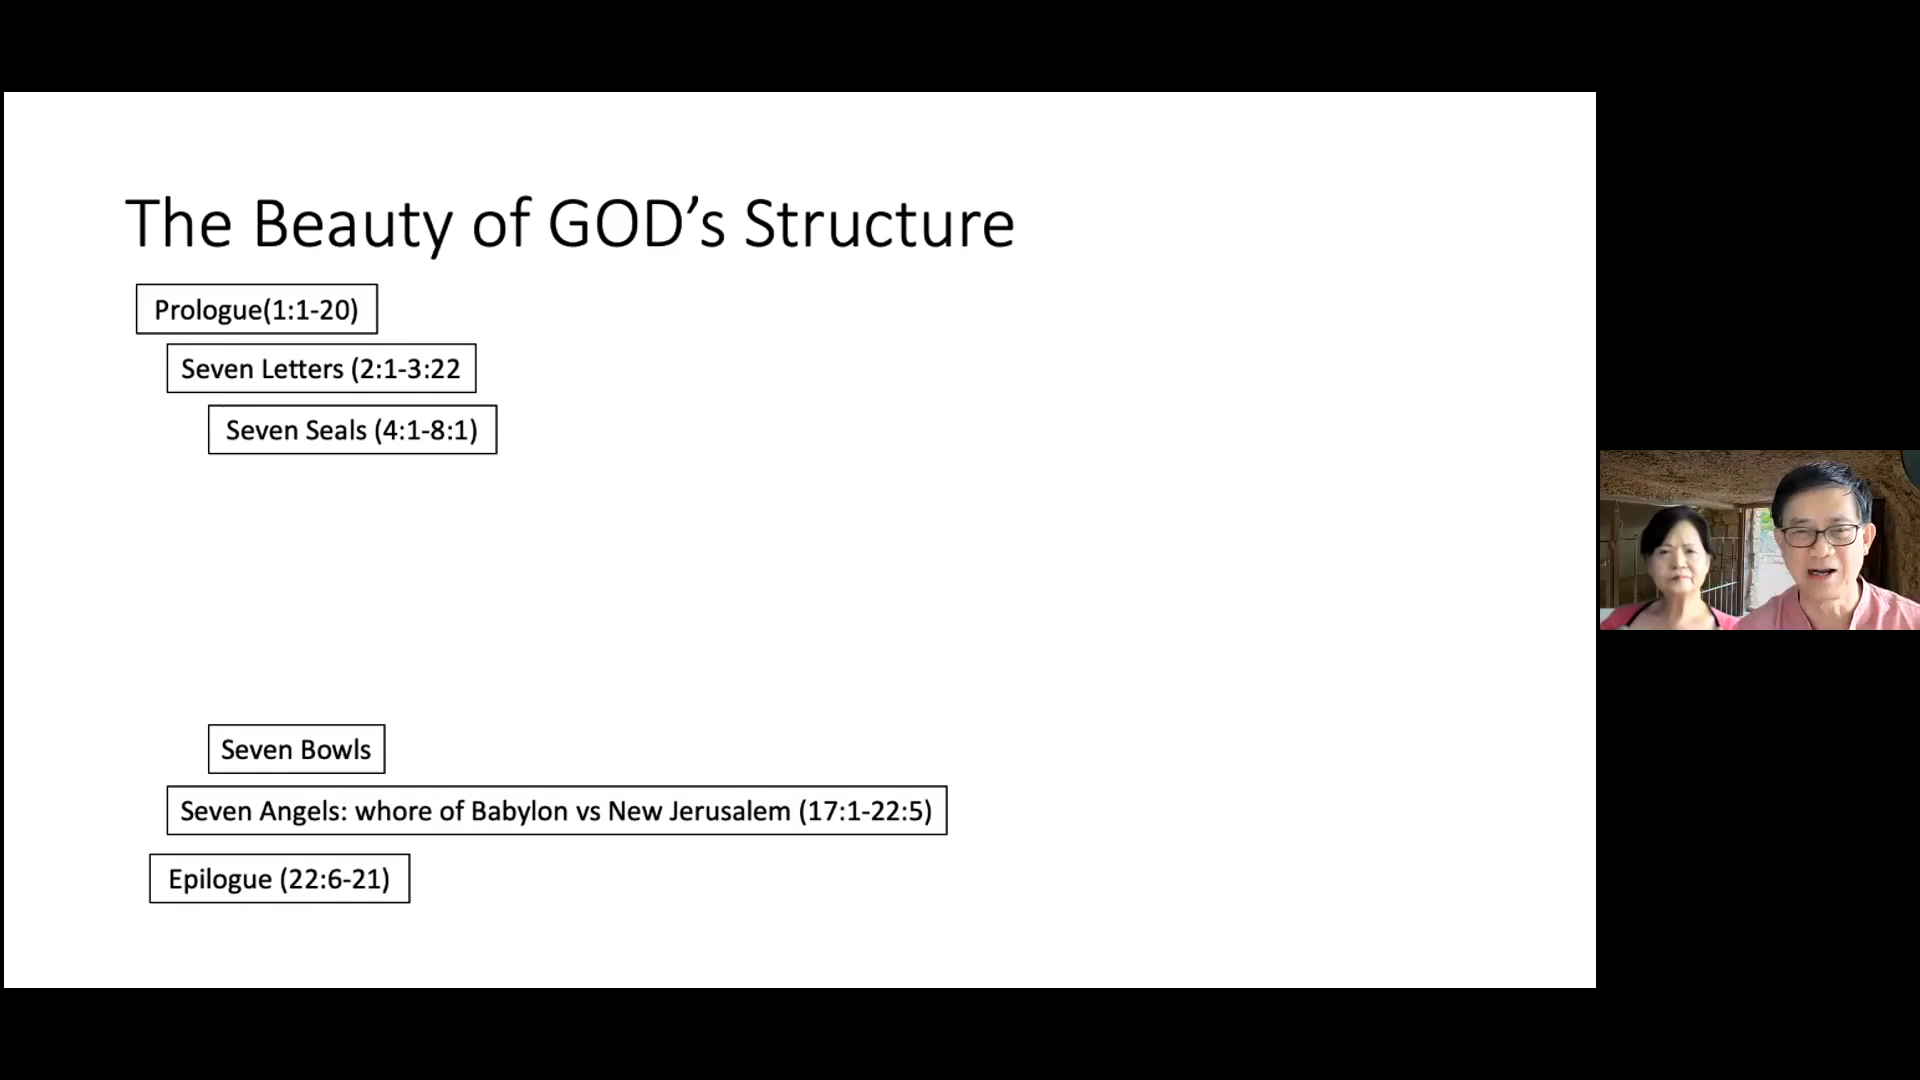 The Beauty of GOD’s Structure
Prologue(1:1-20)
Seven Letters (2:1-3:22
Seven Seals (4:1-8:1)
Seven Bowls
Seven Angels: whore of Babylon vs New Jerusalem (17:1-22:5)
Epilogue (22:6-21)